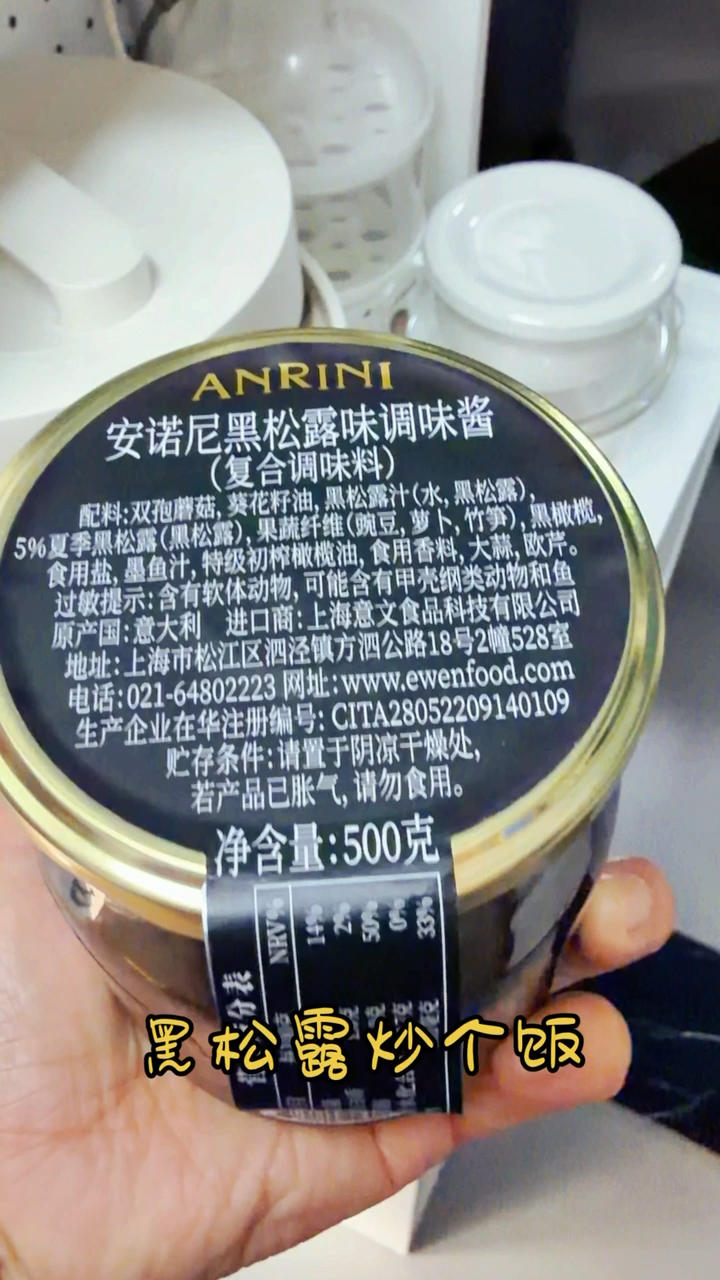 ANRINI
安诺尼黑松露味调味酱
（复合调味料）
配料:双孢蘑菇, 葵花籽油, 黑松露汁(水, 黑松露),
5%夏季黑松露(黑松露), 果蔬纤维(豌豆, 萝卜, 竹笋), 黑橄榄,
食用盐, 墨鱼汁, 特级初榨橄榄油, 食用香料, 大蒜, 欧芹。
过敏提示: 含有软体动物, 可能含有甲壳纲类动物和鱼
原产国:意大利 进口商:上海意文食品科技有限公司
地址:上海市松江区泗泾镇方泗公路18号2幢528室
电话:021-64802223 网址:www.ewenfood.com
生产企业在华注册编号: CITA28052209140109
贮存条件: 请置于阴凉干燥处,
若产品已胀气, 请勿食用。
净含量:500克
NRV%
14%
2%
50%
0%
33%
黑松露炒个饭